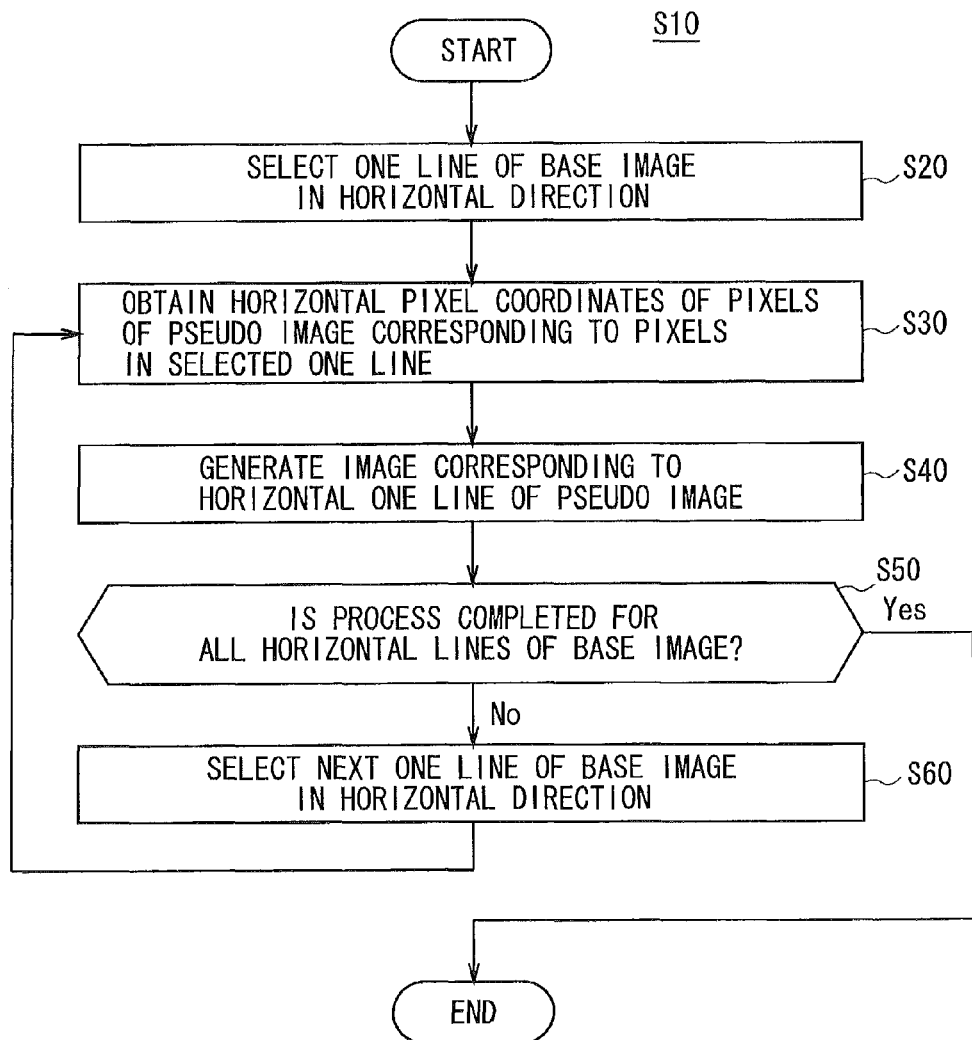 S10
START
SELECT ONE LINE OF BASE IMAGE
IN HORIZONTAL DIRECTION
S20
OBTAIN HORIZONTAL PIXEL COORDINATES OF PIXELS
OF PSEUDO IMAGE CORRESPONDING TO PIXELS
IN SELECTED ONE LINE
S30
GENERATE IMAGE CORRESPONDING TO
HORIZONTAL ONE LINE OF PSEUDO IMAGE
S40
S50
IS PROCESS COMPLETED FOR
ALL HORIZONTAL LINES OF BASE IMAGE?
Yes
No
SELECT NEXT ONE LINE OF BASE IMAGE
IN HORIZONTAL DIRECTION
S60
END